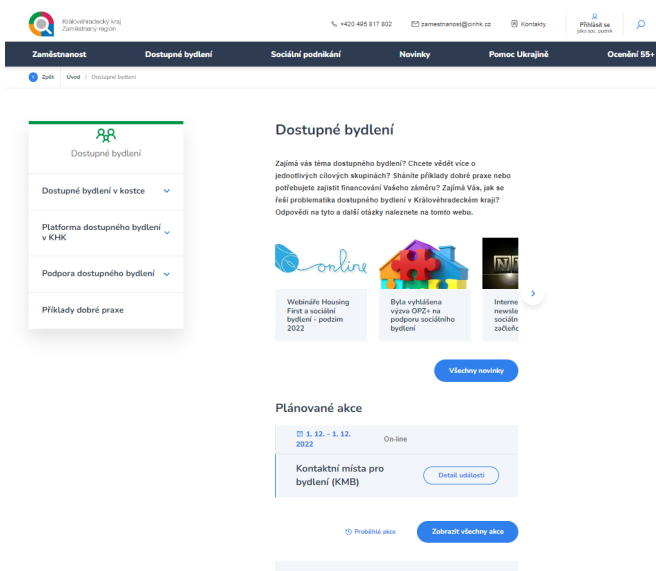 Královéhradecký kraj
Zaměstnaný region
+420 495 817 802
zamestnanost@cirihk.cz
Kontakty
Přihlásit se
jako soc. podnik
Zaměstnanost Dostupné bydlení Sociální podnikání Novinky Pomoc Ukrajině Ocenění 55+
Zpět Úvod / Dostupné bydlení
Dostupné bydlení
Dostupné bydlení v kostce
Platforma dostupného bydlení
v KHK
Podpora dostupného bydlení
Příklady dobré praxe
Dostupné bydlení
Zajímá vás téma dostupného bydlení? Chcete vědět více o
jednotlivých cílových skupinách? Sháníte příklady dobré praxe nebo
potřebujete zajistit financování Vašeho záměru? Zajímá Vás, jak se
řeší problematika dostupného bydlení v Královéhradeckém kraji?
Odpovědi na tyto a další otázky naleznete na tomto webu.
online
Webináře Housing
First a sociální
bydlení - podzim
2022
Byla vyhlášena
výzva OPZ+ na
podporu sociálního
bydlení
Interne
newsle
sociáln
začleňo
Všechny novinky
Plánované akce
1. 12. - 1. 12.
2022
On-line
Kontaktní místa pro
bydlení (KMB)
Detail události
Proběhlé akce
Zobrazit všechny akce